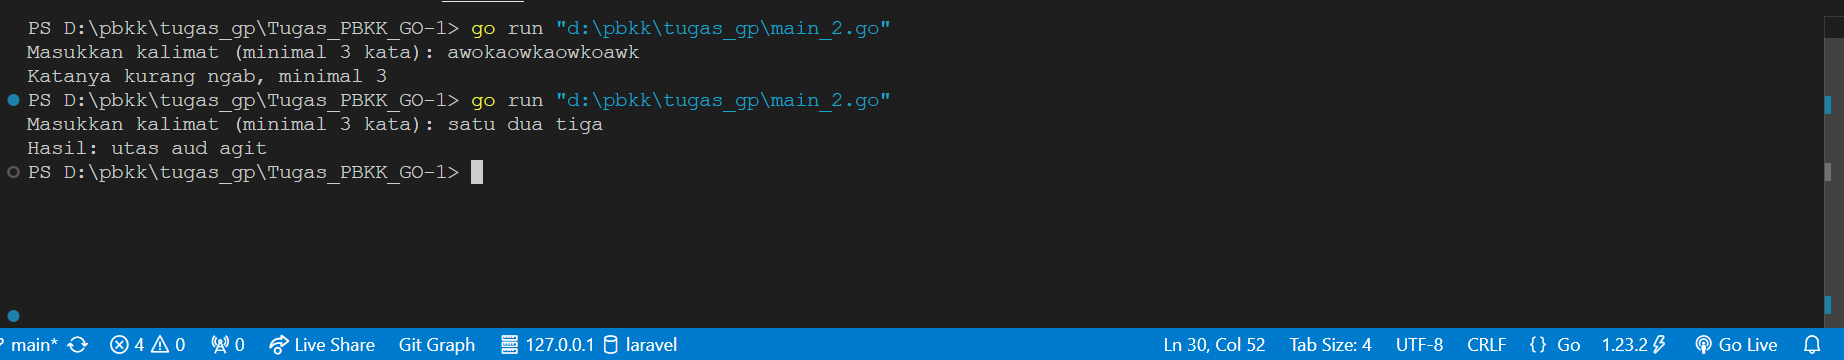 PS D:\pbkk\tugas_gp\Tugas_PBKK_GO-1> go run "d:\pbkk\tugas_gp\main_2.go"
Masukkan kalimat (minimal 3 kata): awokaowkaowkoawk
Katanya kurang ngab, minimal 3
PS D:\pbkk\tugas_gp\Tugas_PBKK_GO-1> go run "d:\pbkk\tugas_gp\main_2.go"
Masukkan kalimat (minimal 3 kata): satu dua tiga
Hasil: utas aud agit
PS D:\pbkk\tugas_gp\Tugas_PBKK_GO-1>
main* 4 0 0 Live Share Git Graph 127.0.0.1 laravel Ln 30, Col 52 Tab Size: 4 UTF-8 CRLF {} Go 1.23.2 Go Live